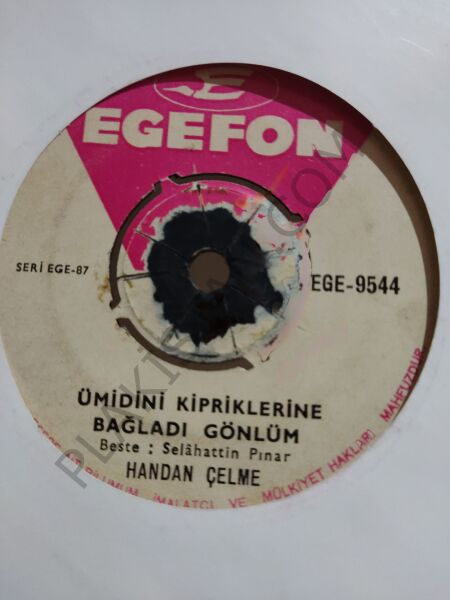 E
EGEFON
SERİ EGE-87
EGE-9544
ÜMİDİNİ KİPRİKLERİNE
BAĞLADI GÖNLÜM
Beste : Selâhattin Pınar
HANDAN ÇELME
İMALATÇI VE MÜLKİYET HAKLARI MAHFUZDUR